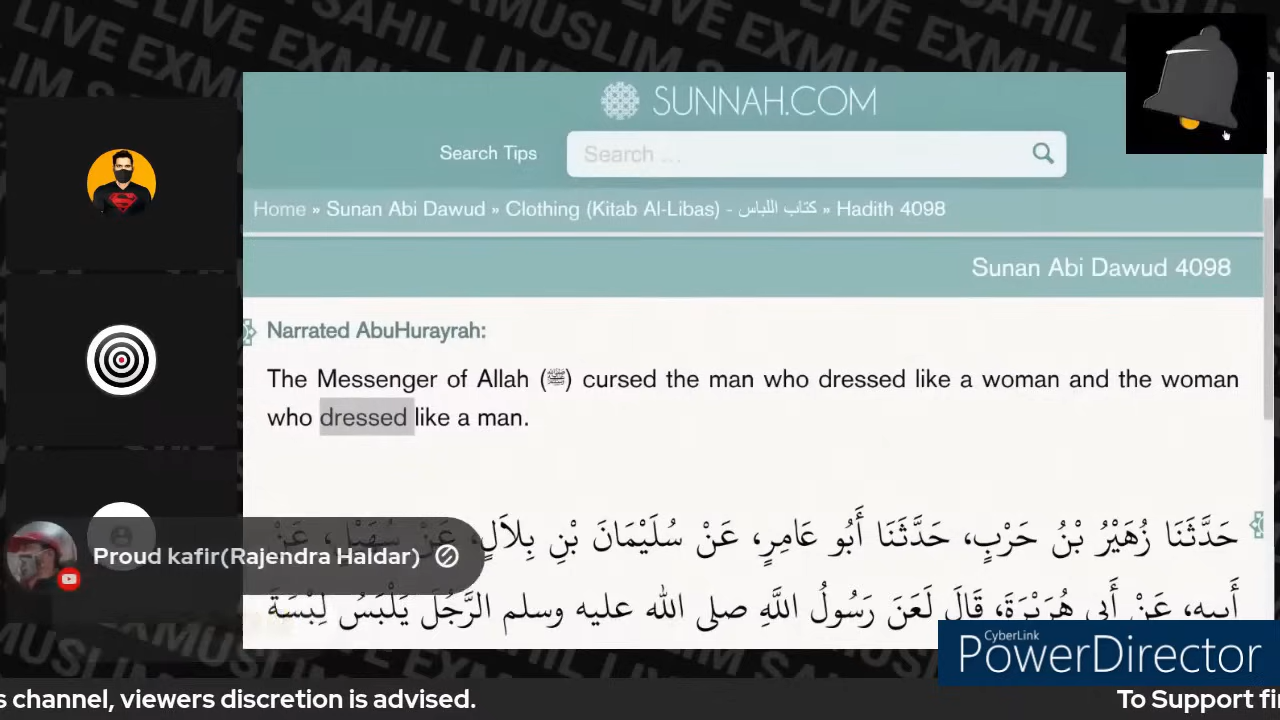 SUNNAH.COM
Search Tips
Search ...
Home » Sunan Abi Dawud » Clothing (Kitab Al-Libas) - كتاب اللباس » Hadith 4098
Sunan Abi Dawud 4098
Narrated AbuHurayrah:
The Messenger of Allah (ﷺ) cursed the man who dressed like a woman and the woman
who dressed like a man.
حَدَّثَنَا زُهَيْرُ بْنُ حَرْبٍ، حَدَّثَنَا أَبُو عَامِرٍ، عَنْ سُلَيْمَانَ بْنِ بِلاَلٍ، عَنْ سُهَيْلٍ، عَنْ
أَبِيهِ، عَنْ أَبِي هُرَيْرَةَ، قَالَ لَعَنَ رَسُولُ اللَّهِ صلى الله عليه وسلم الرَّجُلَ يَلْبَسُ لِبْسَةَ
Proud kafir(Rajendra Haldar)
CyberLink
PowerDirector
s channel, viewers discretion is advised.
To Support fi